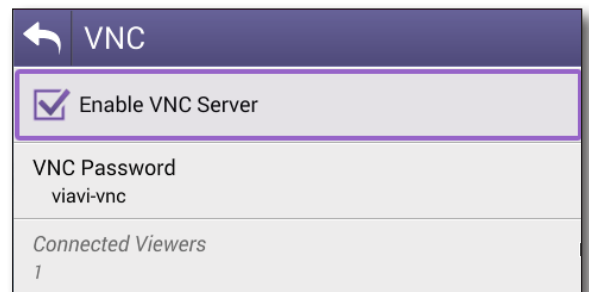 VNC
Enable VNC Server
VNC Password
viavi-vnc
Connected Viewers
1